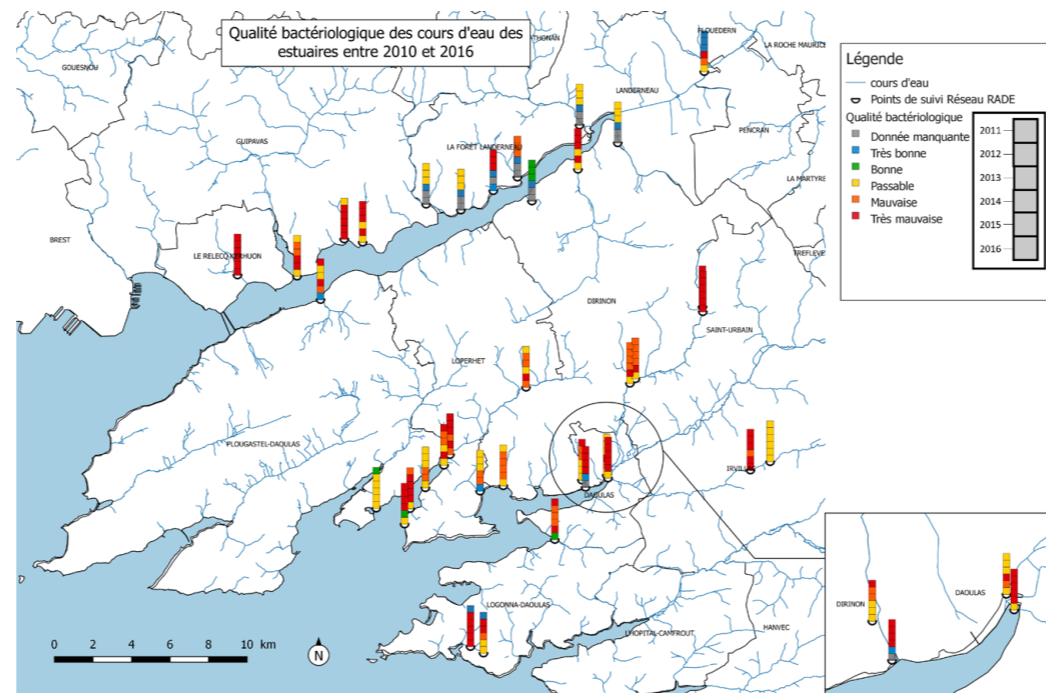 Qualité bactériologique des cours d'eau des
estuaires entre 2010 et 2016
PLOUEDERN
LA ROCHE MAURICE
GOUESNOU
LANDERNEAU
PENCRAN
GUIPAVAS
LA FORET LANDERNEAU
LA MARTYRE
BREST
LE RELECQ-KERHUON
TREFLEVE
DIRINON
SAINT-URBAIN
LOPERHET
PLOUGASTEL-DAOULAS
IRVILLAC
DAOULAS
LOGONNA-DAOULAS
L'HOPITAL-CAMFROUT
HANVEC
0 2 4 6 8 10 km
N
Légende
cours d'eau
Points de suivi Réseau RADE
Qualité bactériologique
Donnée manquante
Très bonne
Bonne
Passable
Mauvaise
Très mauvaise
2011
2012
2013
2014
2015
2016
DAOULAS
DIRINON